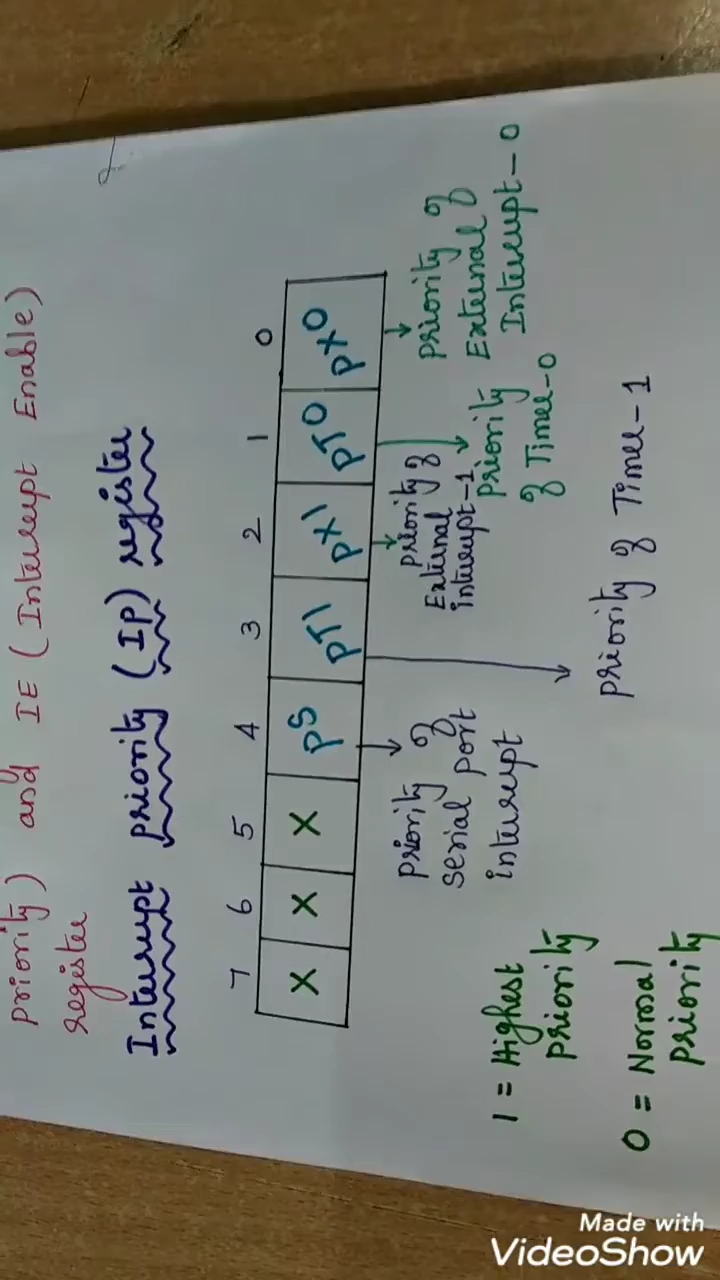 priority) and IE (Interrupt Enable)
register
Interrupt priority (IP) register
7 6 5 4 3 2 1 0
X X X PS PT1 PX1 PT0 PX0
priority of
serial port
interrupt
priority of Timer-1
priority of
External
interrupt-1
priority
of Timer-0
priority of
External
Interrupt-0
1 = Highest
priority
0 = Normal
priority
Made with
VideoShow